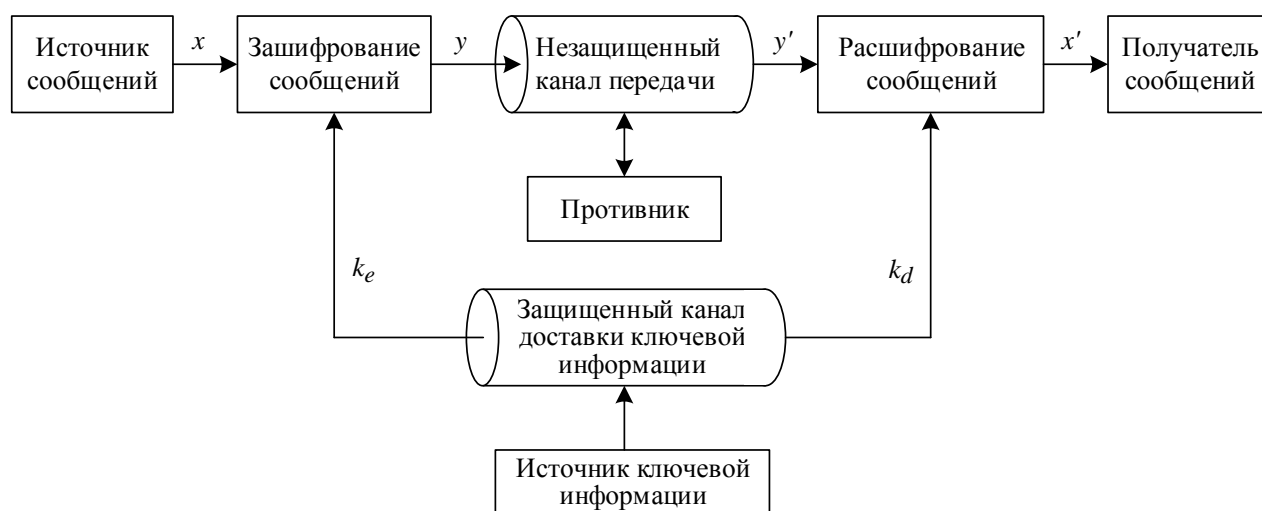 Источник
сообщений
x
Зашифрование
сообщений
y
Незащищенный
канал передачи
y'
Расшифрование
сообщений
x'
Получатель
сообщений
Противник
k_e
k_d
Защищенный канал
доставки ключевой
информации
Источник ключевой
информации